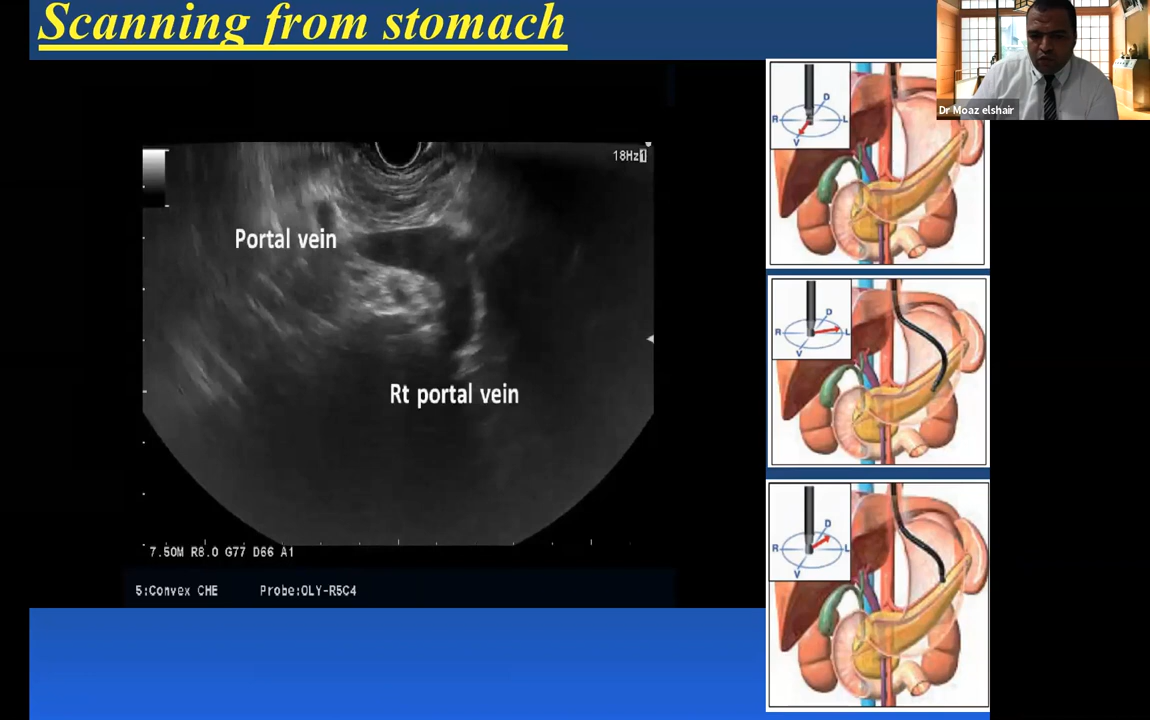 Scanning from stomach
Dr Moaz elshair
18Hz
1
Portal vein
Rt portal vein
7.50M R8.0 G77 D66 A1
5:Convex CHE Probe:OLY-R5C4
D
R L
V
D
R L
V
D
R L
V